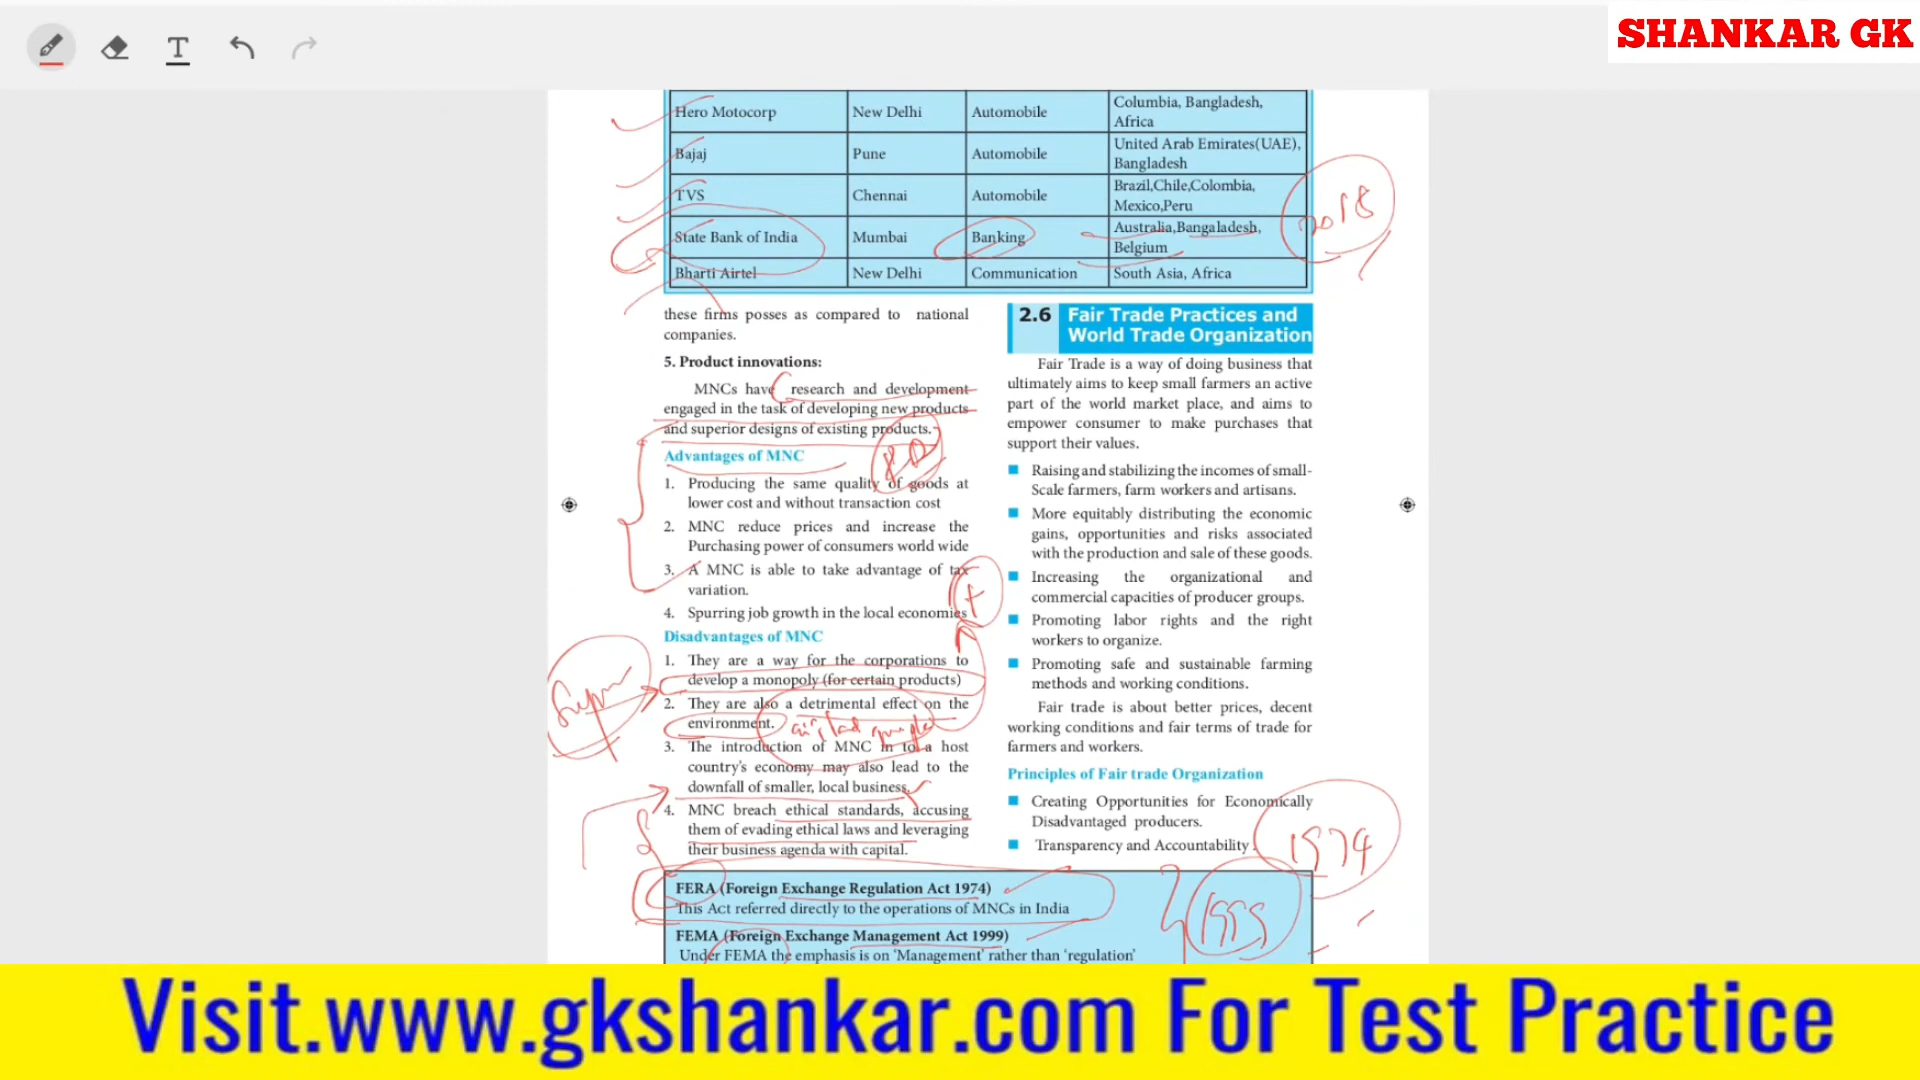 SHANKAR GK
Hero Motocorp New Delhi Automobile Columbia, Bangladesh,
Africa
Bajaj Pune Automobile United Arab Emirates(UAE),
Bangladesh
TVS Chennai Automobile Brazil,Chile,Colombia,
Mexico,Peru
State Bank of India Mumbai Banking Australia,Bangaladesh,
Belgium
Bharti Airtel New Delhi Communication South Asia, Africa
2018
these firms posses as compared to national
companies.
5. Product innovations:
MNCs have research and development
engaged in the task of developing new products
and superior designs of existing products.
Advantages of MNC
1. Producing the same quality of goods at
lower cost and without transaction cost
2. MNC reduce prices and increase the
Purchasing power of consumers world wide
3. A MNC is able to take advantage of tax
variation.
4. Spurring job growth in the local economies
Disadvantages of MNC
1. They are a way for the corporations to
develop a monopoly (for certain products)
2. They are also a detrimental effect on the
environment.
3. The introduction of MNC in to a host
country's economy may also lead to the
downfall of smaller, local business.
4. MNC breach ethical standards, accusing
them of evading ethical laws and leveraging
their business agenda with capital.
2.6 Fair Trade Practices and
World Trade Organization
Fair Trade is a way of doing business that
ultimately aims to keep small farmers an active
part of the world market place, and aims to
empower consumer to make purchases that
support their values.
Raising and stabilizing the incomes of small-
Scale farmers, farm workers and artisans.
More equitably distributing the economic
gains, opportunities and risks associated
with the production and sale of these goods.
Increasing the organizational and
commercial capacities of producer groups.
Promoting labor rights and the right
workers to organize.
Promoting safe and sustainable farming
methods and working conditions.
Fair trade is about better prices, decent
working conditions and fair terms of trade for
farmers and workers.
Principles of Fair trade Organization
Creating Opportunities for Economically
Disadvantaged producers.
Transparency and Accountability.
1974
FERA (Foreign Exchange Regulation Act 1974)
This Act referred directly to the operations of MNCs in India
FEMA (Foreign Exchange Management Act 1999)
Under FEMA the emphasis is on 'Management' rather than 'regulation'
Visit.www.gkshankar.com For Test Practice